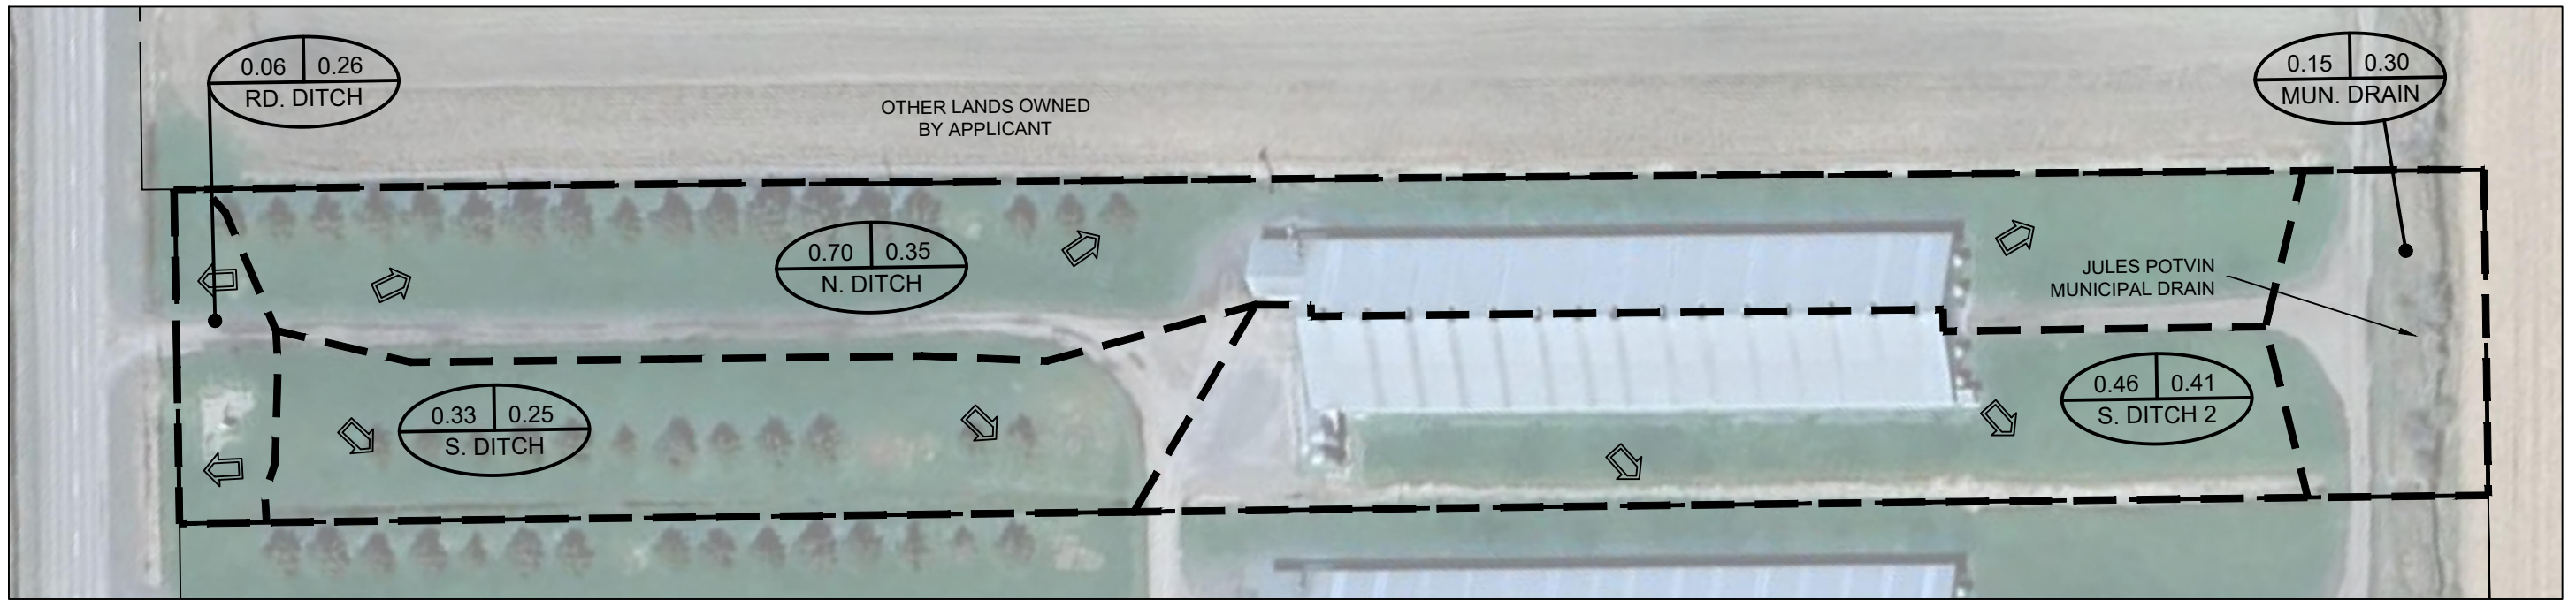 0.06 0.26
RD. DITCH
0.15 0.30
MUN. DRAIN
OTHER LANDS OWNED
BY APPLICANT
0.70 0.35
N. DITCH
JULES POTVIN
MUNICIPAL DRAIN
0.33 0.25
S. DITCH
0.46 0.41
S. DITCH 2